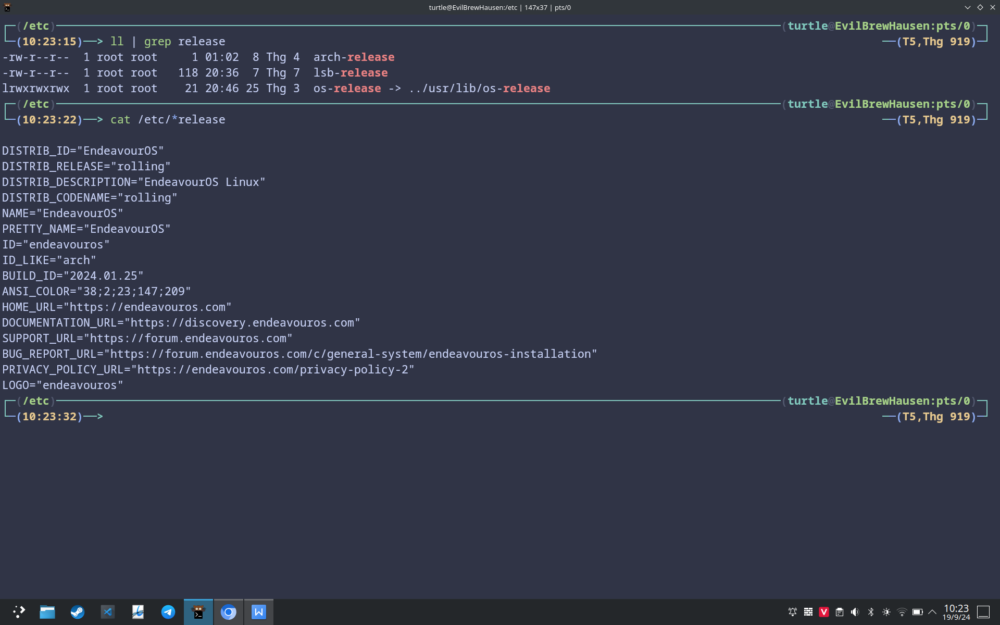 turtle@EvilBrewHausen:/etc | 147x37 | pts/0
(/etc) (turtle@EvilBrewHausen:pts/0)
(10:23:15)—> ll | grep release (T5,Thg 919)
-rw-r--r--  1 root root     1 01:02  8 Thg 4  arch-release
-rw-r--r--  1 root root   118 20:36  7 Thg 7  lsb-release
lrwxrwxrwx  1 root root    21 20:46 25 Thg 3  os-release -> ../usr/lib/os-release
(/etc) (turtle@EvilBrewHausen:pts/0)
(10:23:22)—> cat /etc/*release (T5,Thg 919)
DISTRIB_ID="EndeavourOS"
DISTRIB_RELEASE="rolling"
DISTRIB_DESCRIPTION="EndeavourOS Linux"
DISTRIB_CODENAME="rolling"
NAME="EndeavourOS"
PRETTY_NAME="EndeavourOS"
ID="endeavouros"
ID_LIKE="arch"
BUILD_ID="2024.01.25"
ANSI_COLOR="38;2;23;147;209"
HOME_URL="https://endeavouros.com"
DOCUMENTATION_URL="https://discovery.endeavouros.com"
SUPPORT_URL="https://forum.endeavouros.com"
BUG_REPORT_URL="https://forum.endeavouros.com/c/general-system/endeavouros-installation"
PRIVACY_POLICY_URL="https://endeavouros.com/privacy-policy-2"
LOGO="endeavouros"
(/etc) (turtle@EvilBrewHausen:pts/0)
(10:23:32)—> (T5,Thg 919)
10:23
19/9/24